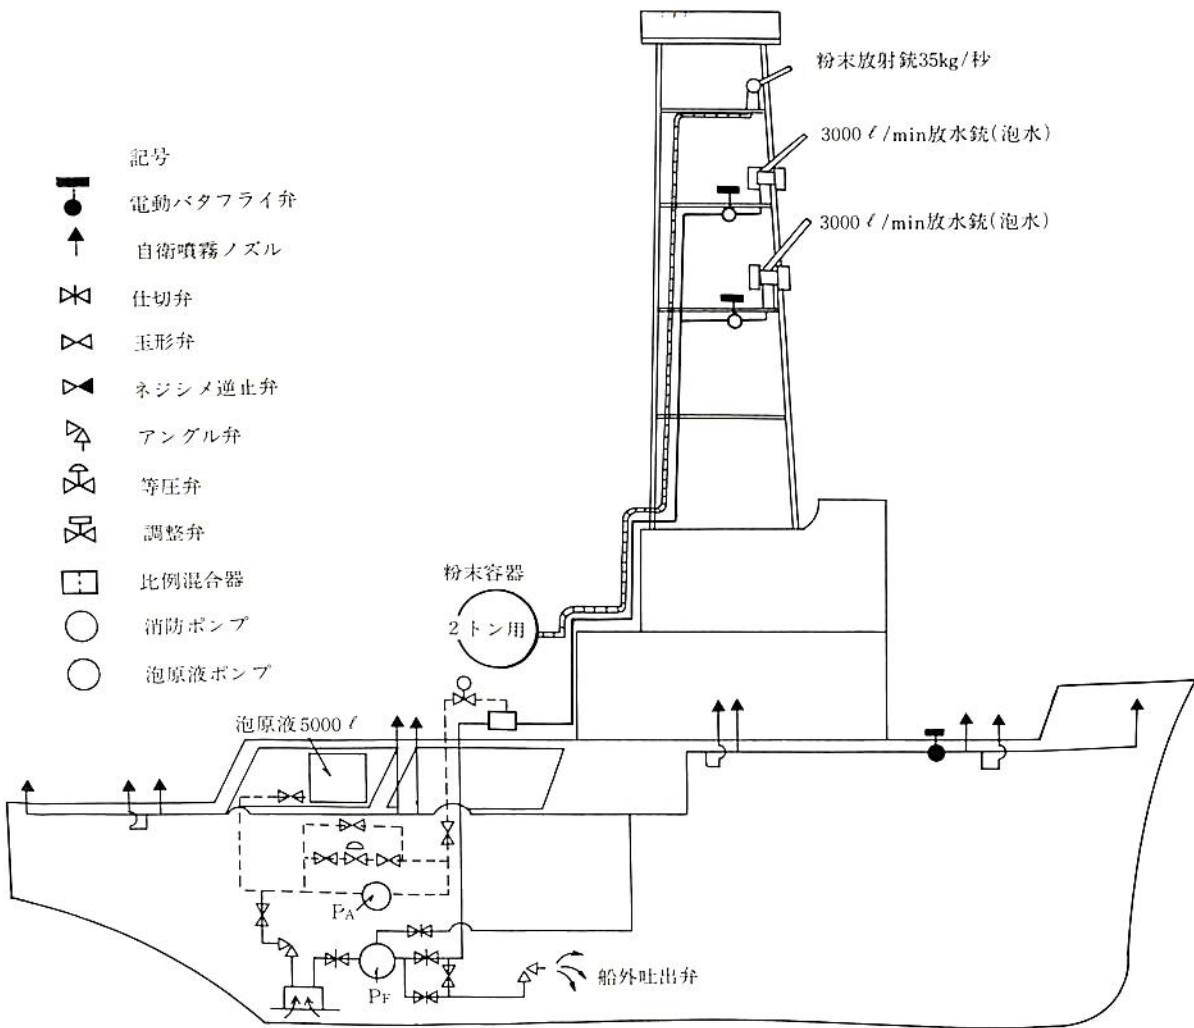 粉末放射銃35kg/秒
3000ℓ/min放水銃(泡水)
3000ℓ/min放水銃(泡水)
記号
電動バタフライ弁
自衛噴霧ノズル
仕切弁
玉形弁
ネジシメ逆止弁
アングル弁
等圧弁
調整弁
比例混合器
消防ポンプ
泡原液ポンプ
粉末容器
2トン用
泡原液5000ℓ
PA
PF
船外吐出弁